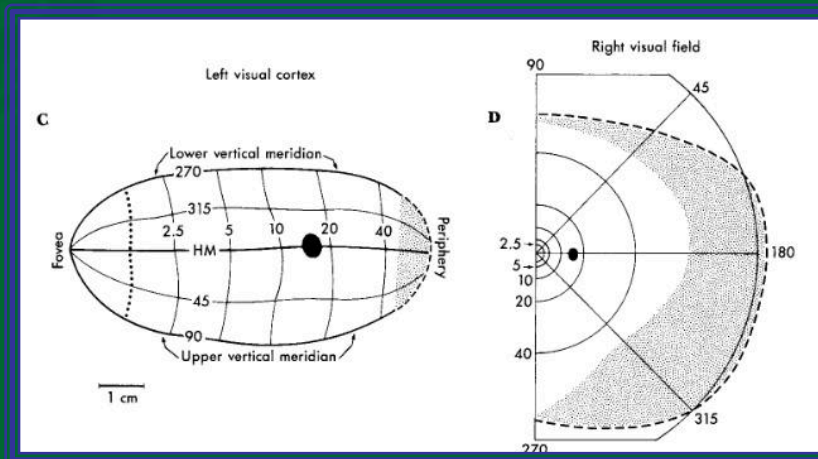 Left visual cortex
C
Lower vertical meridian
270
315
2.5 5 10 20 40
Fovea
HM
Periphery
45
90
Upper vertical meridian
1 cm
Right visual field
90
45
D
2.5
5
10
20
40
180
315
270